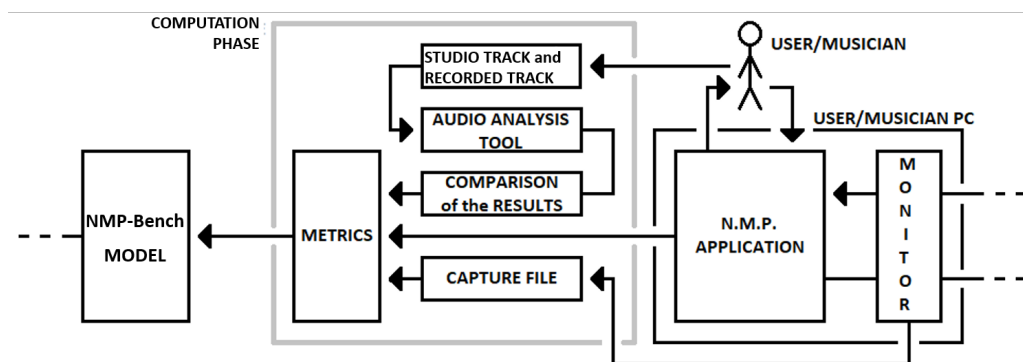 COMPUTATION
PHASE
STUDIO TRACK and
RECORDED TRACK
USER/MUSICIAN
AUDIO ANALYSIS
TOOL
USER/MUSICIAN PC
COMPARISON
of the RESULTS
NMP-Bench
MODEL
METRICS
N.M.P.
APPLICATION
CAPTURE FILE
M
O
N
I
T
O
R